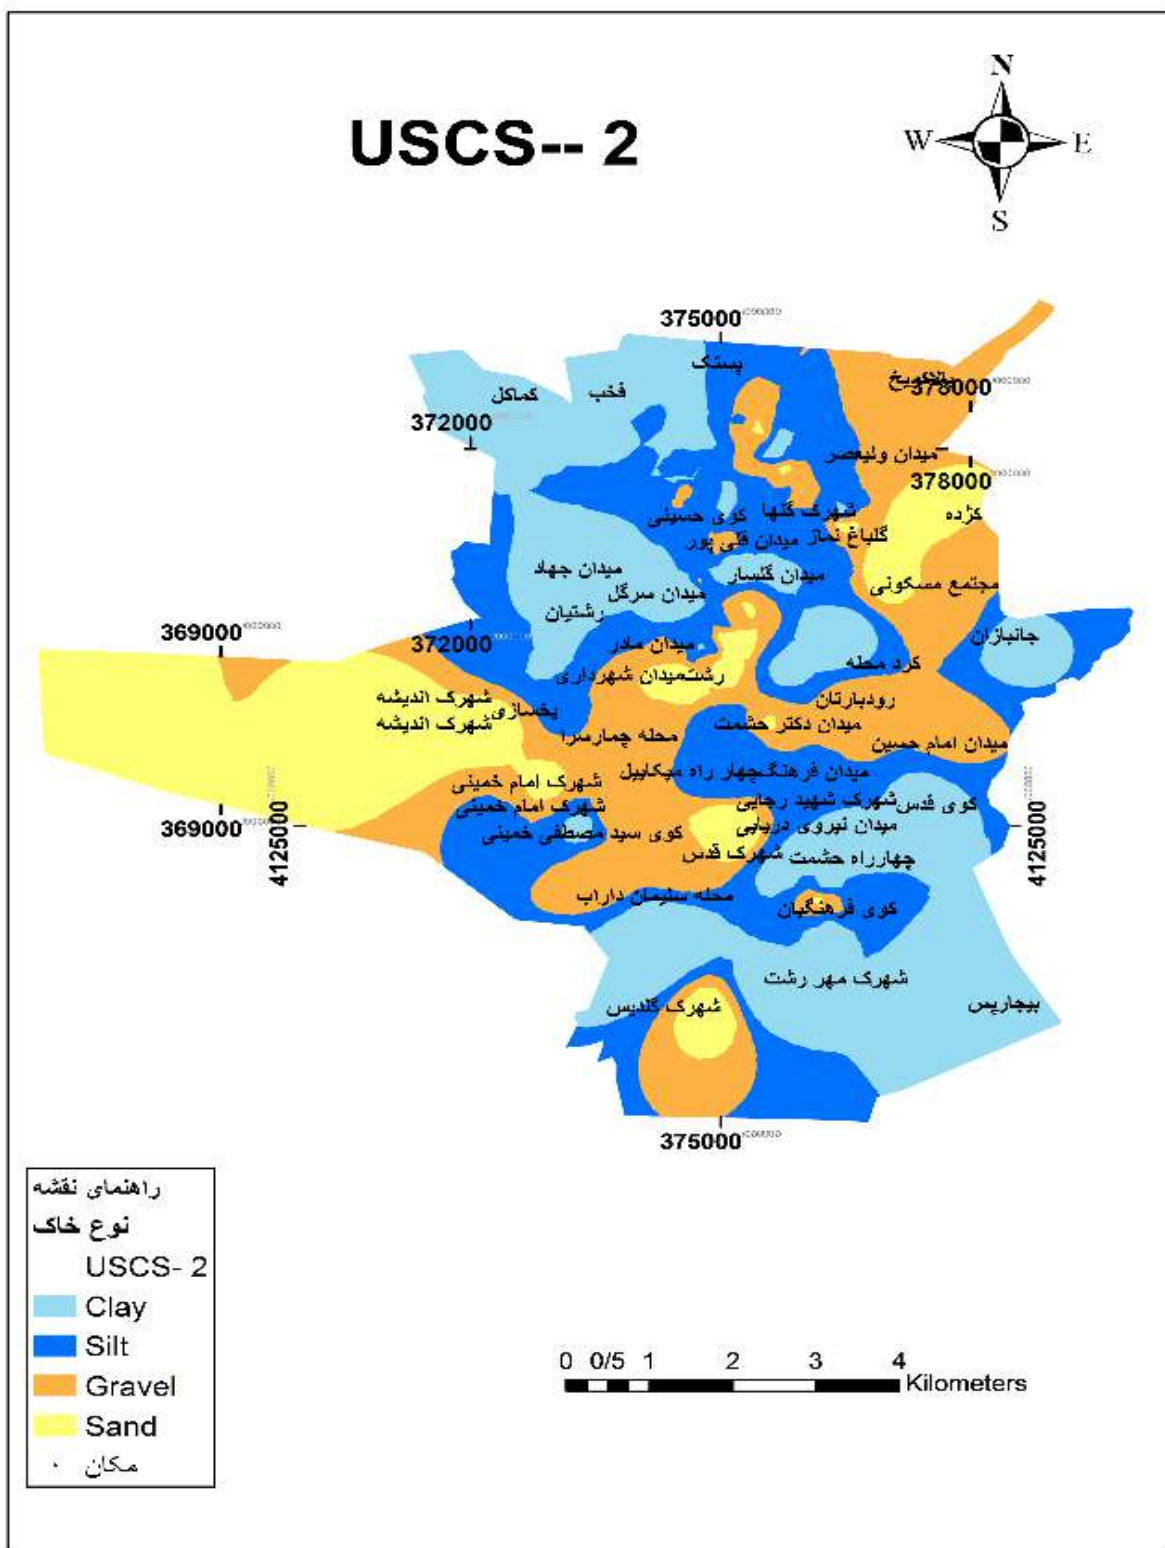 USCS-- 2
N
W E
S
375000
پستک
378000
کماکل
فخب
372000
میدان ولیعصر
378000
کژده
شهرک گلها
کوی حسینی
گلباغ نماز
میدان قلی پور
میدان جهاد
میدان گلسار
مجتمع مسکونی
میدان سرگل
رشتیان
369000
372000
جانبازان
میدان مادر
کرد محله
رشت
میدان شهرداری
شهرک اندیشه
رودبارتان
یخسازی
شهرک اندیشه
میدان دکتر حشمت
محله چمارسرا
میدان امام حسین
میدان فرهنگ
چهار راه میکاییل
شهرک امام خمینی
شهرک شهید رجایی
کوی قدس
شهرک امام خمینی
369000
4125000
میدان نیروی دریایی
4125000
کوی سید مصطفی خمینی
شهرک قدس
چهارراه حشمت
محله سلیمان داراب
کوی فرهنگیان
شهرک مهر رشت
بیجارپس
شهرک گلدیس
375000
راهنمای نقشه
نوع خاک
USCS- 2
Clay
Silt
Gravel
Sand
مکان
0 0/5 1 2 3 4
Kilometers